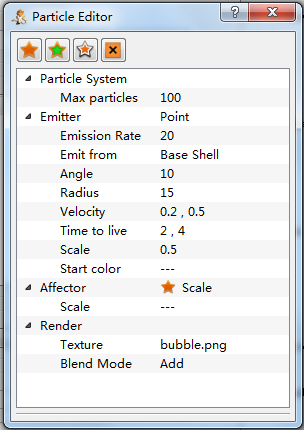 Particle Editor
Particle System
Max particles 100
Emitter Point
Emission Rate 20
Emit from Base Shell
Angle 10
Radius 15
Velocity 0.2 , 0.5
Time to live 2 , 4
Scale 0.5
Start color ---
Affector Scale
Scale ---
Render
Texture bubble.png
Blend Mode Add